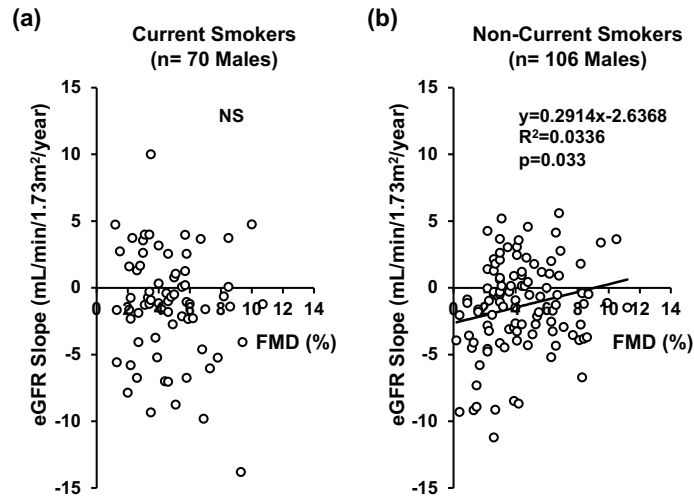 (a)
Current Smokers
(n= 70 Males)
NS
eGFR Slope (mL/min/1.73m²/year)
15
10
5
0
-5
-10
-15
0 2 4 6 8 10 12 14
FMD (%)
(b)
Non-Current Smokers
(n= 106 Males)
y=0.2914x-2.6368
R²=0.0336
p=0.033
eGFR Slope (mL/min/1.73m²/year)
15
10
5
0
-5
-10
-15
0 2 4 6 8 10 12 14
FMD (%)